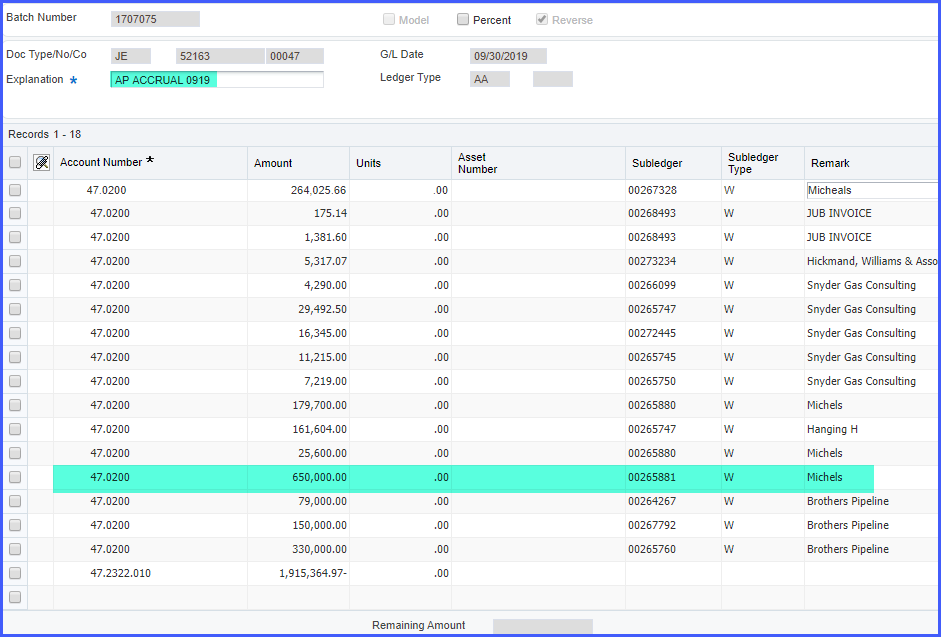 Batch Number 1707075 Model Percent Reverse
Doc Type/No/Co JE 52163 00047 G/L Date 09/30/2019
Explanation * AP ACCRUAL 0919 Ledger Type AA
Records 1 - 18
Account Number * Amount Units Asset Number Subledger Subledger Type Remark
47.0200 264,025.66 .00 00267328 W Micheals
47.0200 175.14 .00 00268493 W JUB INVOICE
47.0200 1,381.60 .00 00268493 W JUB INVOICE
47.0200 5,317.07 .00 00273234 W Hickmand, Williams & Asso
47.0200 4,290.00 .00 00266099 W Snyder Gas Consulting
47.0200 29,492.50 .00 00265747 W Snyder Gas Consulting
47.0200 16,345.00 .00 00272445 W Snyder Gas Consulting
47.0200 11,215.00 .00 00265745 W Snyder Gas Consulting
47.0200 7,219.00 .00 00265750 W Snyder Gas Consulting
47.0200 179,700.00 .00 00265880 W Michels
47.0200 161,604.00 .00 00265747 W Hanging H
47.0200 25,600.00 .00 00265880 W Michels
47.0200 650,000.00 .00 00265881 W Michels
47.0200 79,000.00 .00 00264267 W Brothers Pipeline
47.0200 150,000.00 .00 00267792 W Brothers Pipeline
47.0200 330,000.00 .00 00265760 W Brothers Pipeline
47.2322.010 1,915,364.97- .00
Remaining Amount